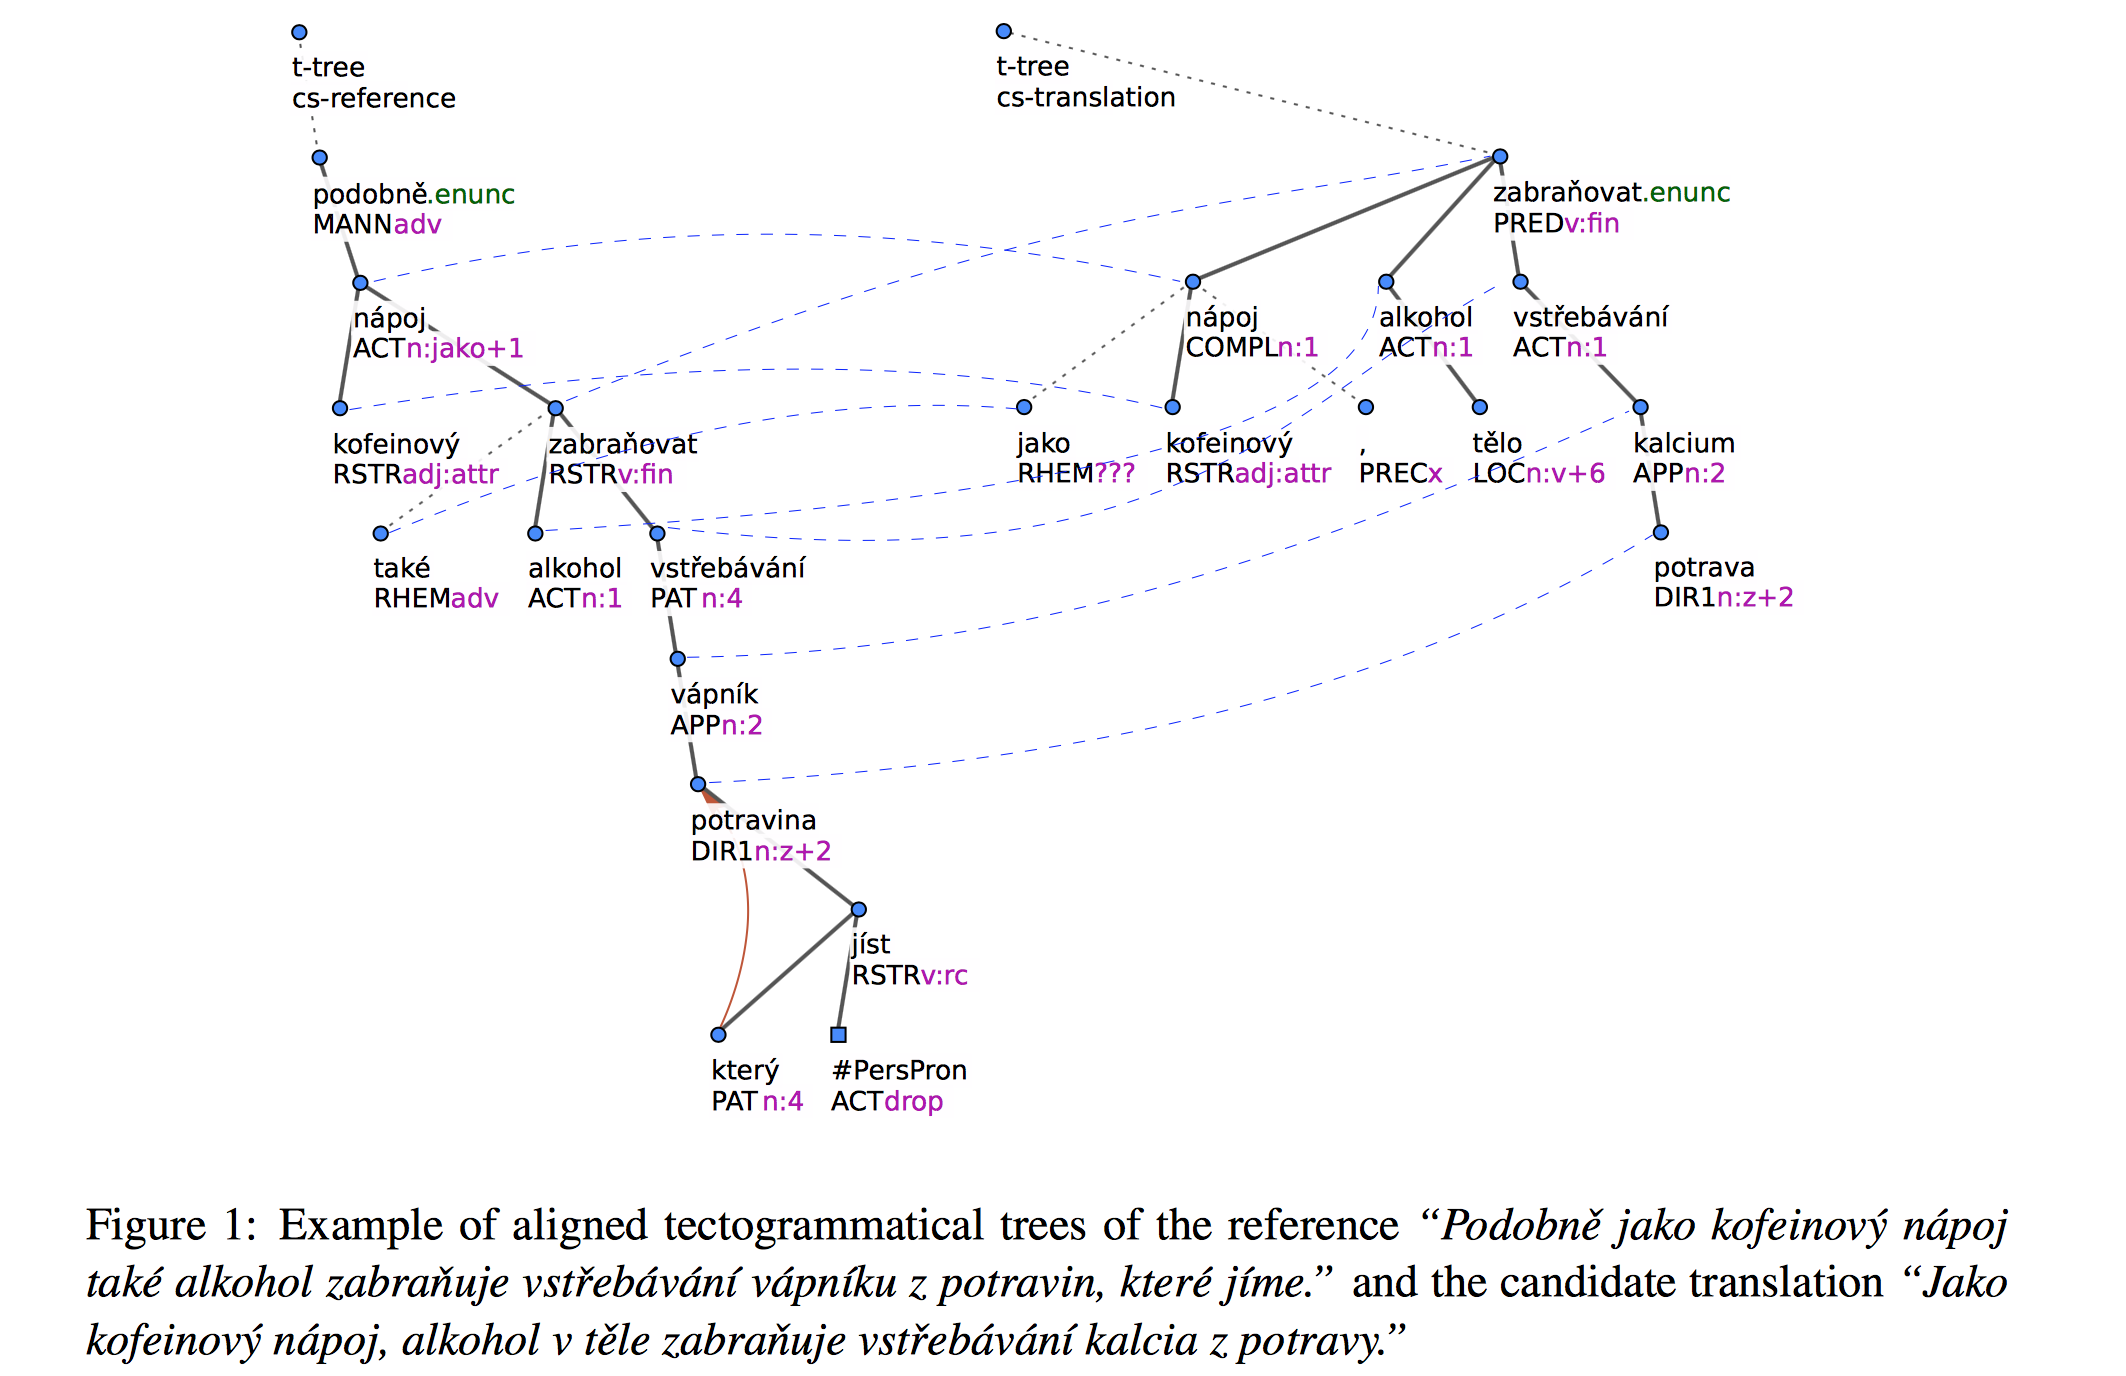 t-tree
cs-reference
t-tree
cs-translation
podobně.enunc
MANNadv
zabraňovat.enunc
PREDv:fin
nápoj
ACTn:jako+1
nápoj
COMPLn:1
alkohol
ACTn:1
vstřebávání
ACTn:1
kofeinový
RSTRadj:attr
zabraňovat
RSTRv:fin
jako
RHEM???
kofeinový
RSTRadj:attr
,
PRECx
tělo
LOCn:v+6
kalcium
APPn:2
také
RHEMadv
alkohol
ACTn:1
vstřebávání
PATn:4
potrava
DIR1n:z+2
vápník
APPn:2
potravina
DIR1n:z+2
jíst
RSTRv:rc
který
PATn:4
#PersPron
ACTdrop
Figure 1: Example of aligned tectogrammatical trees of the reference “Podobně jako kofeinový nápoj
také alkohol zabraňuje vstřebávání vápníku z potravin, které jíme.” and the candidate translation “Jako
kofeinový nápoj, alkohol v těle zabraňuje vstřebávání kalcia z potravy.”